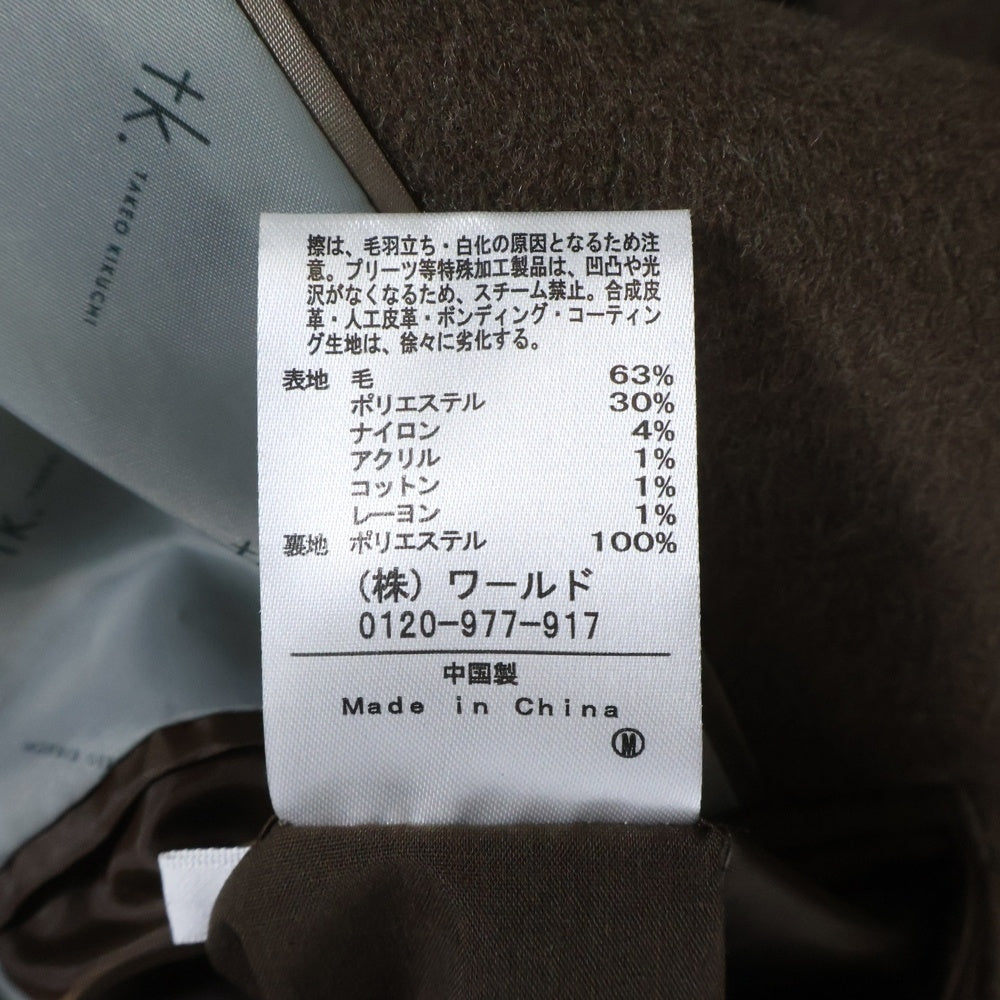 tk.
TAKEO KIKUCHI
擦は、毛羽立ち・白化の原因となるため注
意。プリーツ等特殊加工製品は、凹凸や光
沢がなくなるため、スチーム禁止。合成皮
革・人工皮革・ボンディング・コーティン
グ生地は、徐々に劣化する。
表地 毛 63%
ポリエステル 30%
ナイロン 4%
アクリル 1%
コットン 1%
レーヨン 1%
裏地 ポリエステル 100%
(株) ワールド
0120-977-917
中国製
Made in China
M